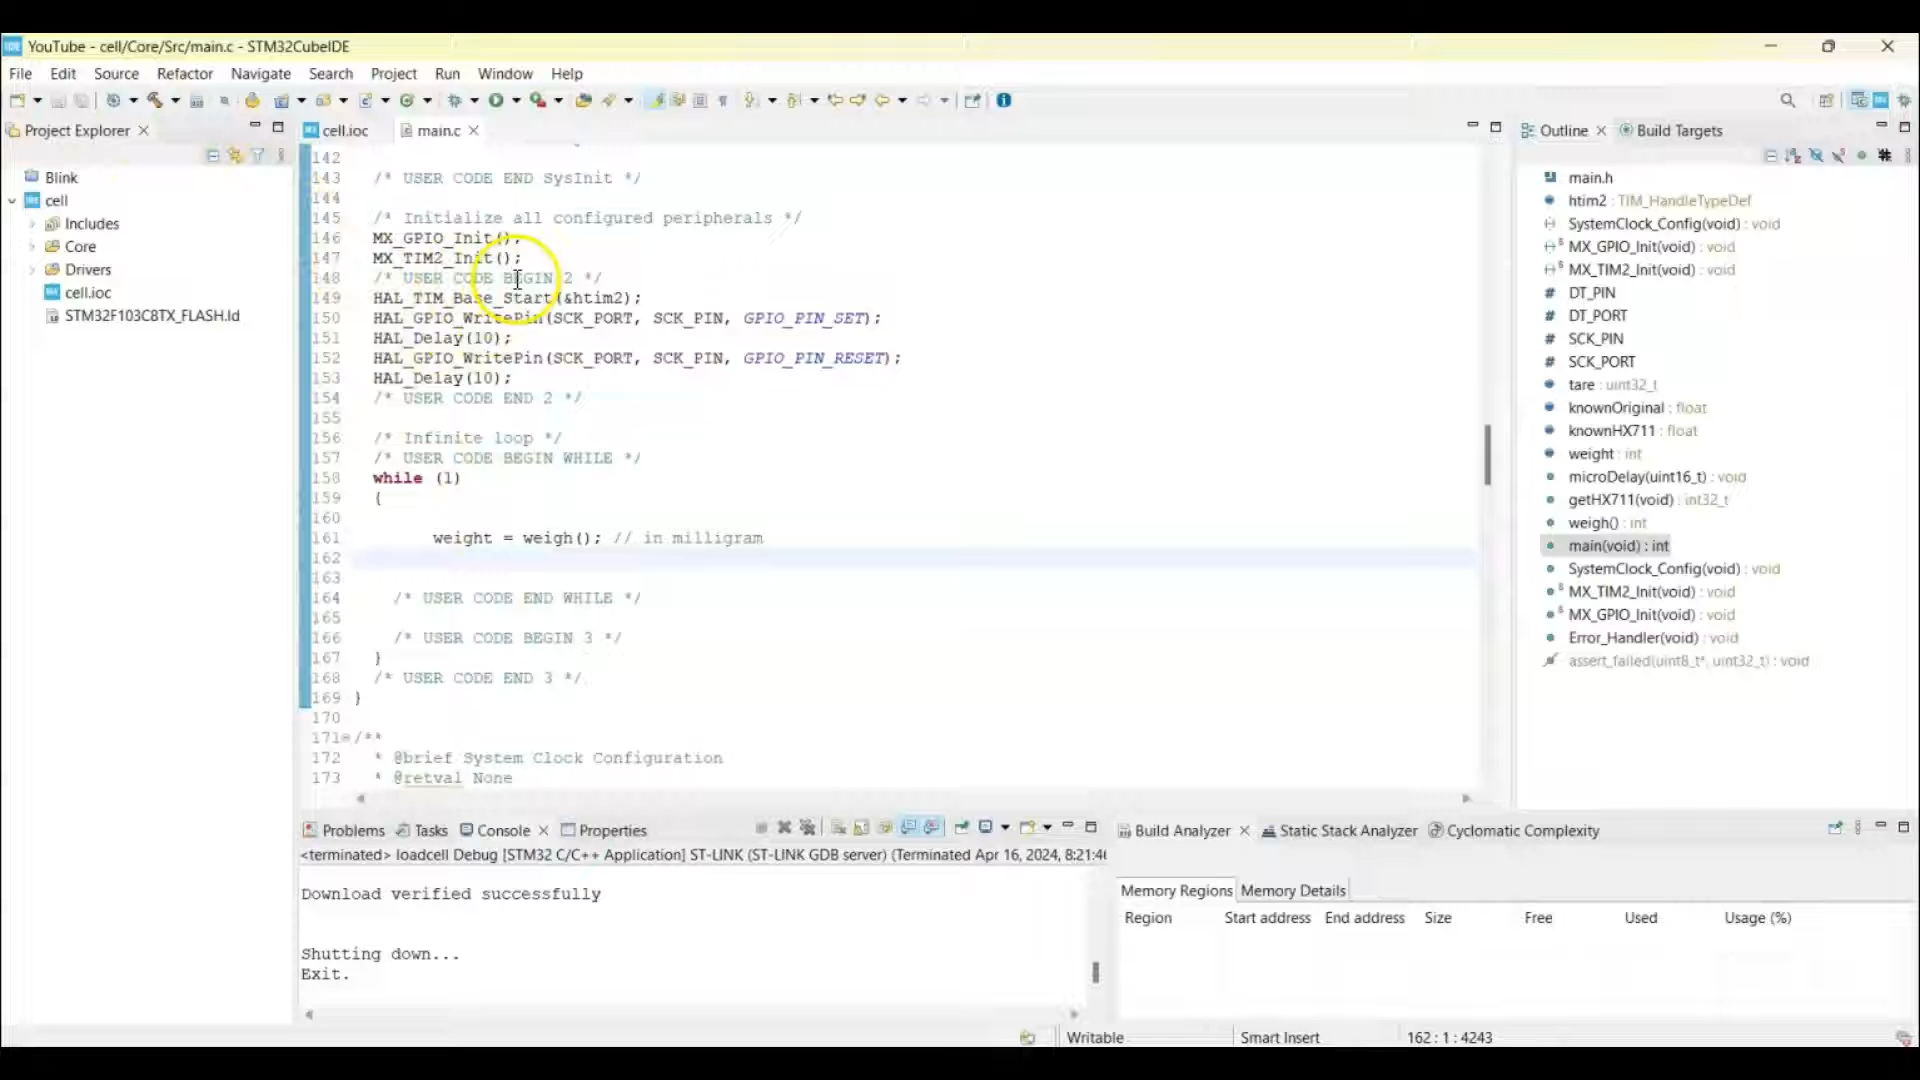 YouTube - cell/Core/Src/main.c - STM32CubeIDE
File Edit Source Refactor Navigate Search Project Run Window Help
Project Explorer
cell.ioc
main.c
Outline
Build Targets
Blink
cell
Includes
Core
Drivers
cell.ioc
STM32F103C8TX_FLASH.ld
142
143 /* USER CODE END SysInit */
144
145 /* Initialize all configured peripherals */
146 MX_GPIO_Init();
147 MX_TIM2_Init();
148 /* USER CODE BEGIN 2 */
149 HAL_TIM_Base_Start(&htim2);
150 HAL_GPIO_WritePin(SCK_PORT, SCK_PIN, GPIO_PIN_SET);
151 HAL_Delay(10);
152 HAL_GPIO_WritePin(SCK_PORT, SCK_PIN, GPIO_PIN_RESET);
153 HAL_Delay(10);
154 /* USER CODE END 2 */
155
156 /* Infinite loop */
157 /* USER CODE BEGIN WHILE */
158 while (1)
159 {
160
161 weight = weigh(); // in milligram
162
163
164 /* USER CODE END WHILE */
165
166 /* USER CODE BEGIN 3 */
167 }
168 /* USER CODE END 3 */
169 }
170
171 /**
172 * @brief System Clock Configuration
173 * @retval None
main.h
htim2 : TIM_HandleTypeDef
SystemClock_Config(void) : void
MX_GPIO_Init(void) : void
MX_TIM2_Init(void) : void
DT_PIN
DT_PORT
SCK_PIN
SCK_PORT
tare : uint32_t
knownOriginal : float
knownHX711 : float
weight : int
microDelay(uint16_t) : void
getHX711(void) : int32_t
weigh() : int
main(void) : int
SystemClock_Config(void) : void
MX_TIM2_Init(void) : void
MX_GPIO_Init(void) : void
Error_Handler(void) : void
assert_failed(uint8_t*, uint32_t) : void
Problems Tasks Console Properties
<terminated> loadcell Debug [STM32 C/C++ Application] ST-LINK (ST-LINK GDB server) (Terminated Apr 16, 2024, 8:21:46
Download verified successfully
Shutting down...
Exit.
Build Analyzer Static Stack Analyzer Cyclomatic Complexity
Memory Regions Memory Details
Region Start address End address Size Free Used Usage (%)
Writable Smart Insert 162 : 1 : 4243